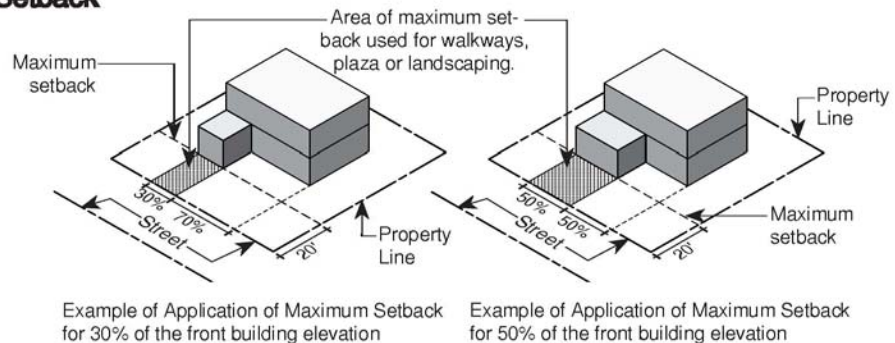 Setback
Area of maximum set-
back used for walkways,
plaza or landscaping.
Maximum
setback
30%
70%
Street
20'
Property
Line
Property
Line
50%
50%
Street
20'
Maximum
setback
Example of Application of Maximum Setback
for 30% of the front building elevation
Example of Application of Maximum Setback
for 50% of the front building elevation